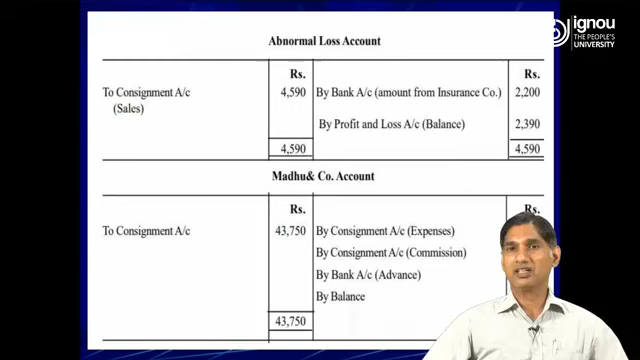 ignou
THE PEOPLE'S
UNIVERSITY
Abnormal Loss Account
Rs. Rs.
To Consignment A/c 4,590 By Bank A/c (amount from Insurance Co.) 2,200
(Sales)
By Profit and Loss A/c (Balance) 2,390
4,590 4,590
Madhu& Co. Account
Rs. Rs.
To Consignment A/c 43,750 By Consignment A/c (Expenses)
By Consignment A/c (Commission)
By Bank A/c (Advance)
By Balance
43,750